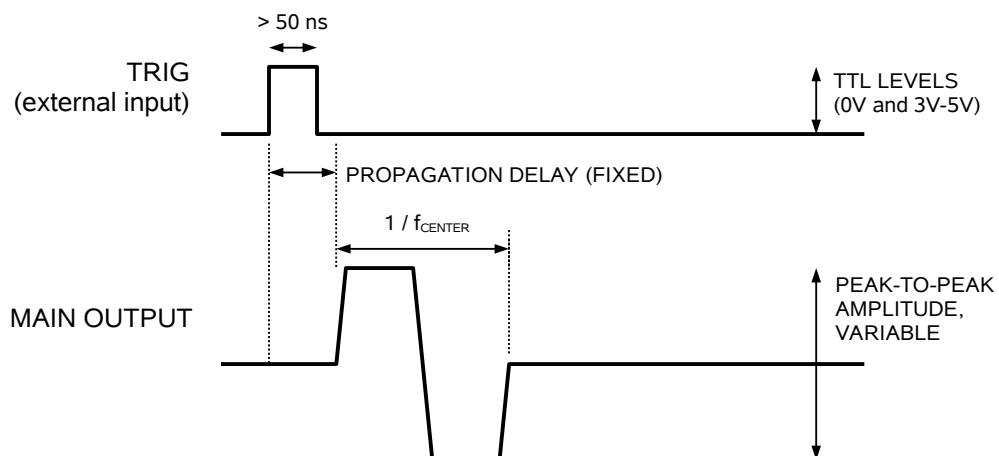 > 50 ns
TRIG
(external input)
TTL LEVELS
(0V and 3V-5V)
PROPAGATION DELAY (FIXED)
1 / fCENTER
MAIN OUTPUT
PEAK-TO-PEAK
AMPLITUDE,
VARIABLE